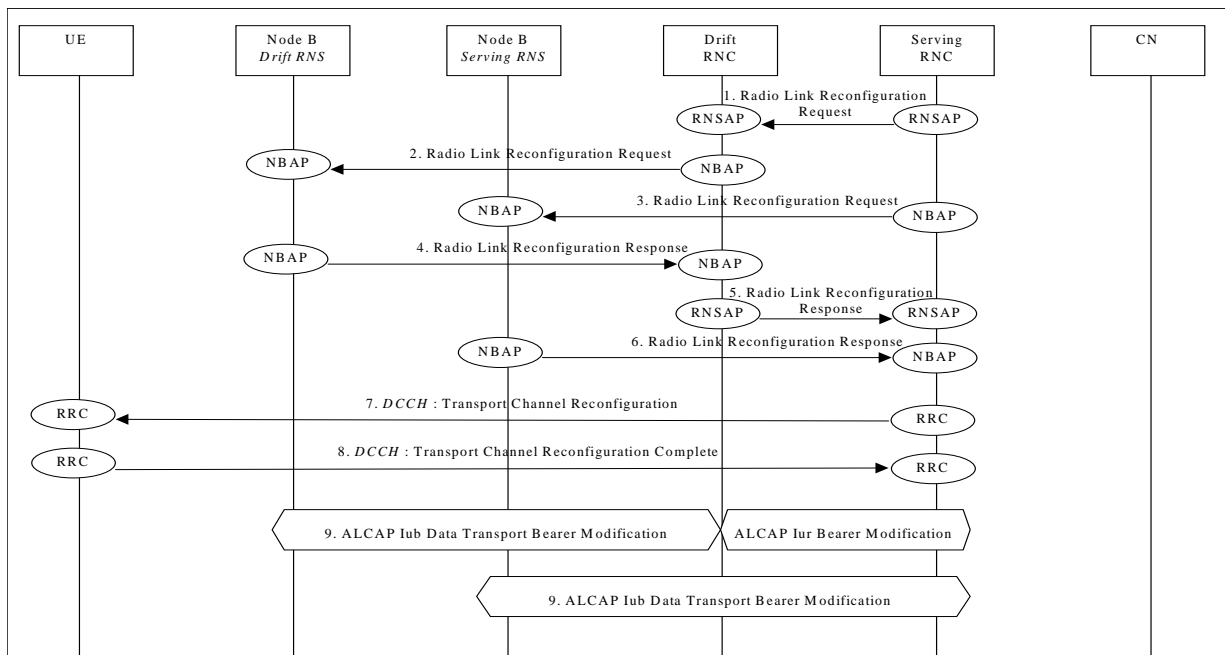 UE
Node B
Drift RNS
Node B
Serving RNS
Drift
RNC
Serving
RNC
CN
1. Radio Link Reconfiguration
Request
RNSAP
RNSAP
2. Radio Link Reconfiguration Request
NBAP
NBAP
3. Radio Link Reconfiguration Request
NBAP
NBAP
4. Radio Link Reconfiguration Response
NBAP
NBAP
5. Radio Link Reconfiguration
Response
RNSAP
RNSAP
6. Radio Link Reconfiguration Response
NBAP
NBAP
7. DCCH : Transport Channel Reconfiguration
RRC
RRC
8. DCCH : Transport Channel Reconfiguration Complete
RRC
RRC
9. ALCAP Iub Data Transport Bearer Modification
ALCAP Iur Bearer Modification
9. ALCAP Iub Data Transport Bearer Modification